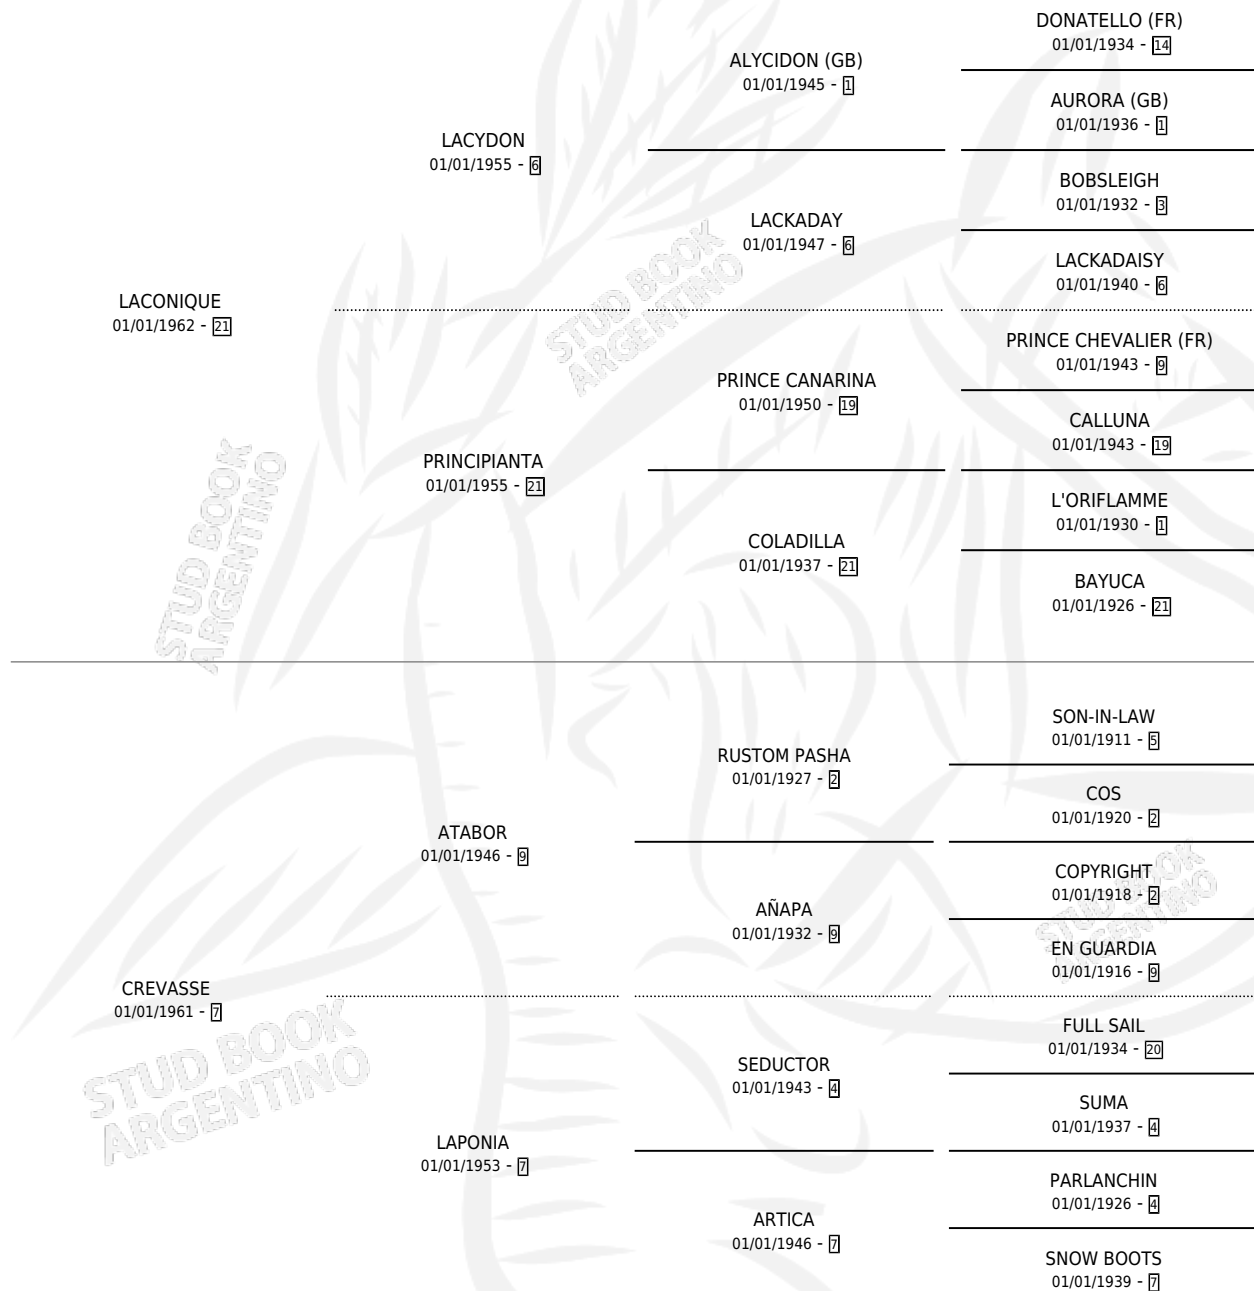 DONATELLO (FR)
01/01/1934 - 14
ALYCIDON (GB)
01/01/1945 - 1
AURORA (GB)
01/01/1936 - 1
LACYDON
01/01/1955 - 6
BOBSLEIGH
01/01/1932 - 3
LACKADAY
01/01/1947 - 6
LACKADAISY
01/01/1940 - 6
STUD BOOK
ARGENTINO
LACONIQUE
01/01/1962 - 21
PRINCE CHEVALIER (FR)
01/01/1943 - 9
PRINCE CANARINA
01/01/1950 - 19
CALLUNA
01/01/1943 - 19
PRINCIPIANTA
01/01/1955 - 21
L'ORIFLAMME
01/01/1930 - 1
COLADILLA
01/01/1937 - 21
BAYUCA
01/01/1926 - 21
STUD BOOK
ARGENTINO
SON-IN-LAW
01/01/1911 - 5
RUSTOM PASHA
01/01/1927 - 2
COS
01/01/1920 - 2
ATABOR
01/01/1946 - 9
COPYRIGHT
01/01/1918 - 2
AÑAPA
01/01/1932 - 9
EN GUARDIA
01/01/1916 - 9
STUD BOOK
ARGENTINO
CREVASSE
01/01/1961 - 7
FULL SAIL
01/01/1934 - 20
SEDUCTOR
01/01/1943 - 4
SUMA
01/01/1937 - 4
STUD BOOK
ARGENTINO
LAPONIA
01/01/1953 - 7
PARLANCHIN
01/01/1926 - 4
ARTICA
01/01/1946 - 7
SNOW BOOTS
01/01/1939 - 7